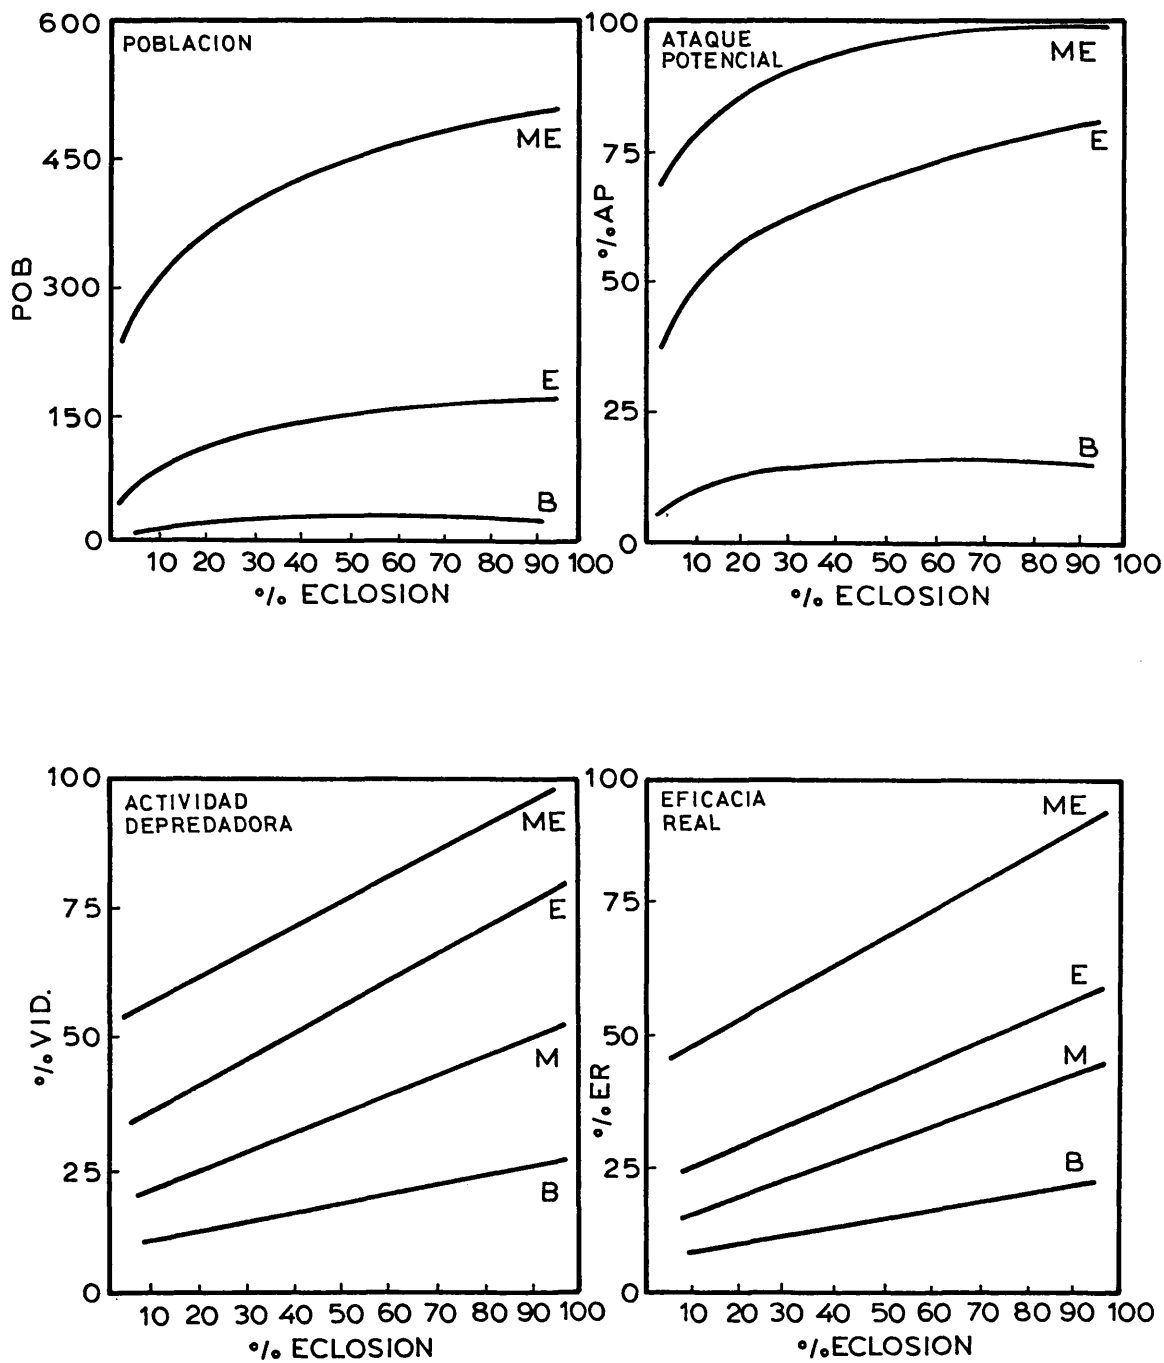 POBLACION
600
450
300
150
0
POB
ME
E
B
10 20 30 40 50 60 70 80 90 100
% ECLOSION
ATAQUE
POTENCIAL
100
75
50
25
0
% AP
ME
E
B
10 20 30 40 50 60 70 80 90 100
% ECLOSION
ACTIVIDAD
DEPREDADORA
100
75
50
25
0
% VID.
ME
E
M
B
10 20 30 40 50 60 70 80 90 100
% ECLOSION
EFICACIA
REAL
100
75
50
25
0
% ER
ME
E
M
B
10 20 30 40 50 60 70 80 90 100
% ECLOSION